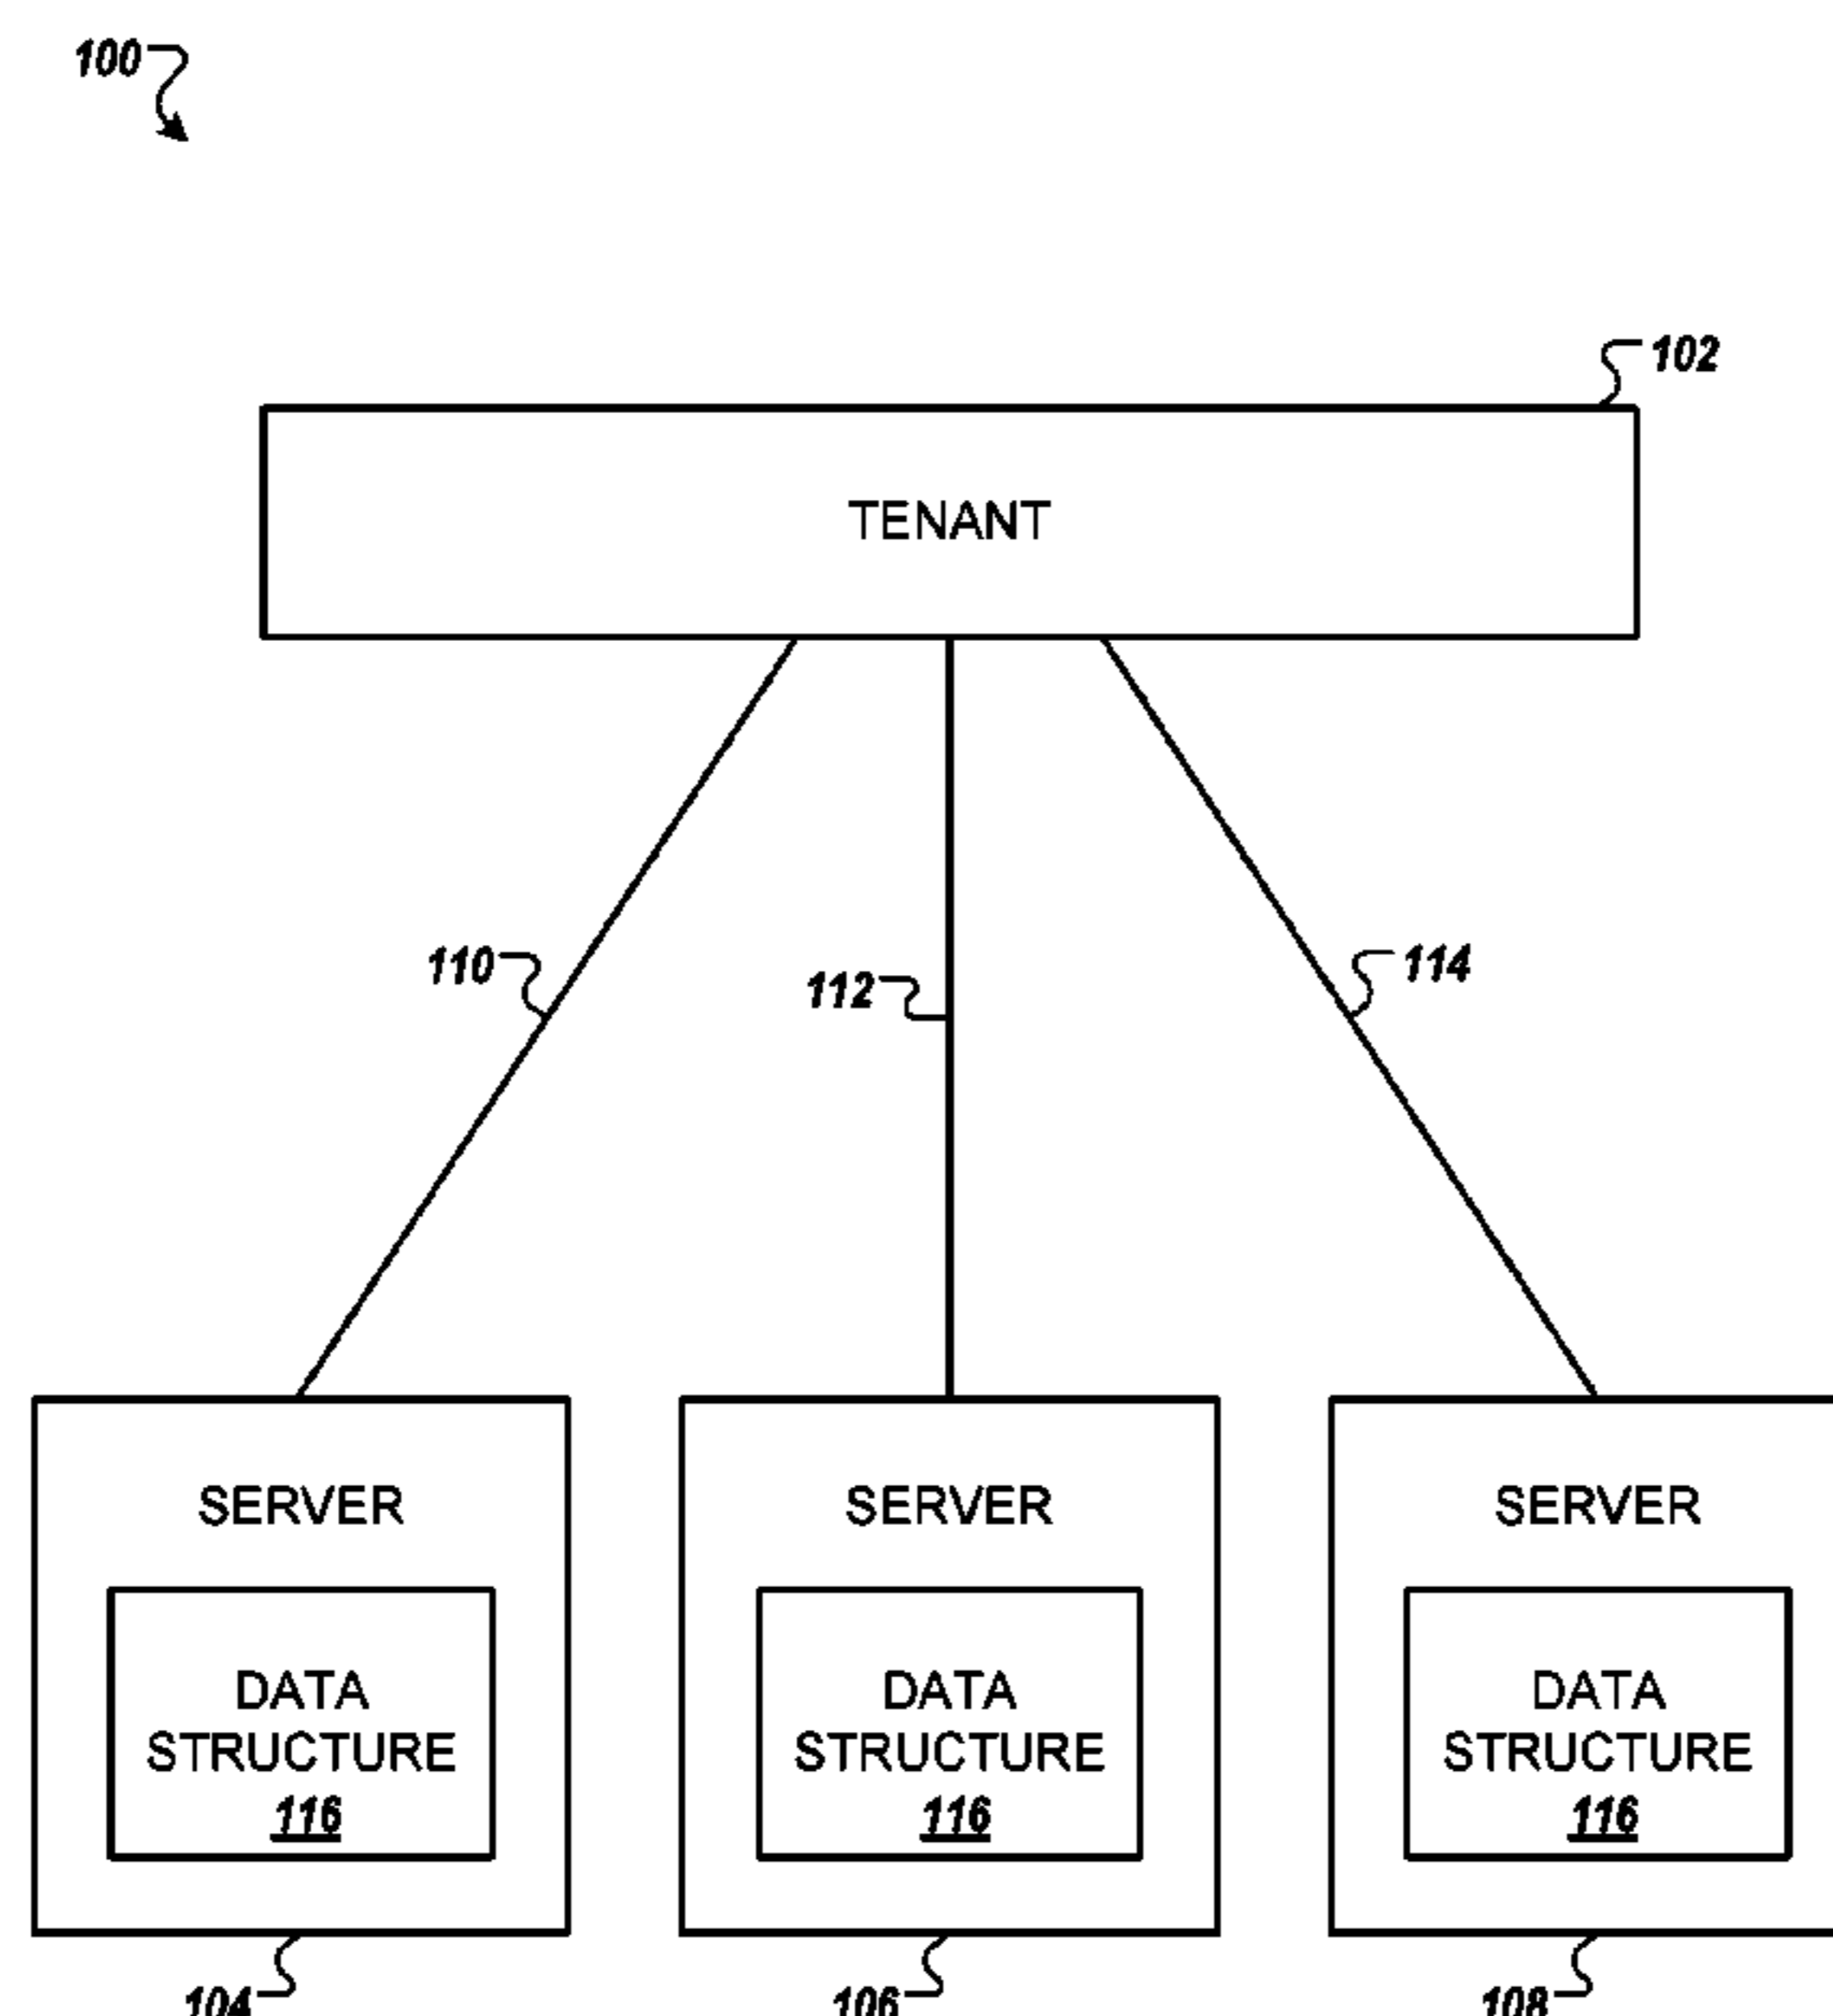 100
102
TENANT
110
112
114
SERVER
SERVER
SERVER
DATA
STRUCTURE
116
DATA
STRUCTURE
116
DATA
STRUCTURE
116
104
106
108